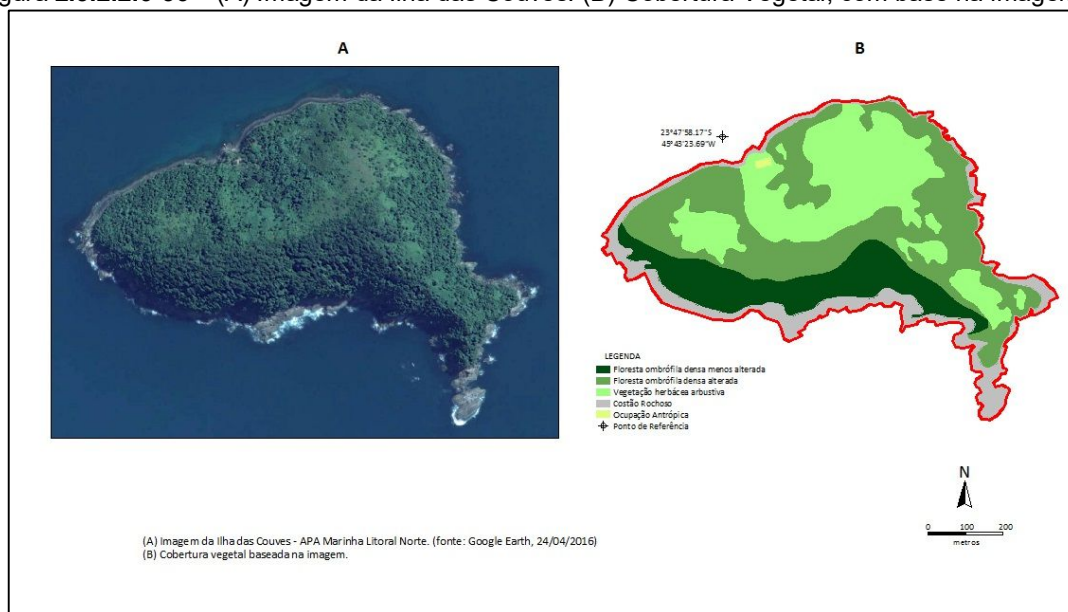 A
B
23°47'58.17"S
45°43'23.69"W
LEGENDA
Floresta ombrófila densa menos alterada
Floresta ombrófila densa alterada
Vegetação herbácea arbustiva
Costão Rochoso
Ocupação Antrópica
Ponto de Referência
N
0 100 200
metros
(A) Imagem da Ilha das Couves - APA Marinha Litoral Norte. (fonte: Google Earth, 24/04/2016)
(B) Cobertura vegetal baseada na imagem.